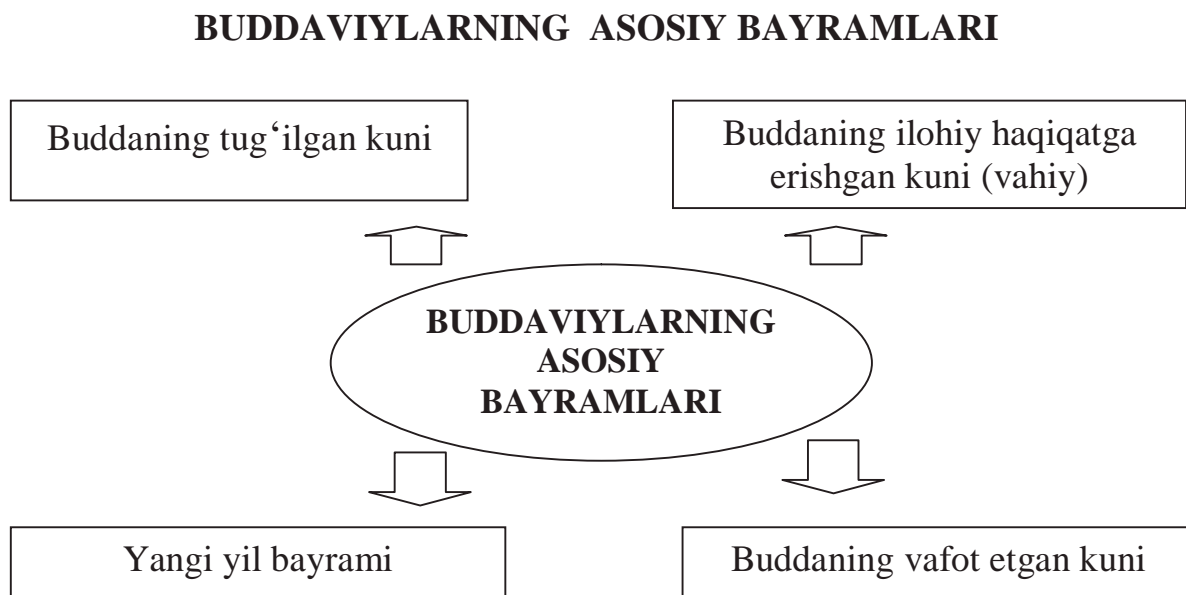 BUDDAVIYLARNING ASOSIY BAYRAMLARI
Buddaning tug‘ilgan kuni
Buddaning ilohiy haqiqatga
erishgan kuni (vahiy)
BUDDAVIYLARNING
ASOSIY
BAYRAMLARI
Yangi yil bayrami
Buddaning vafot etgan kuni